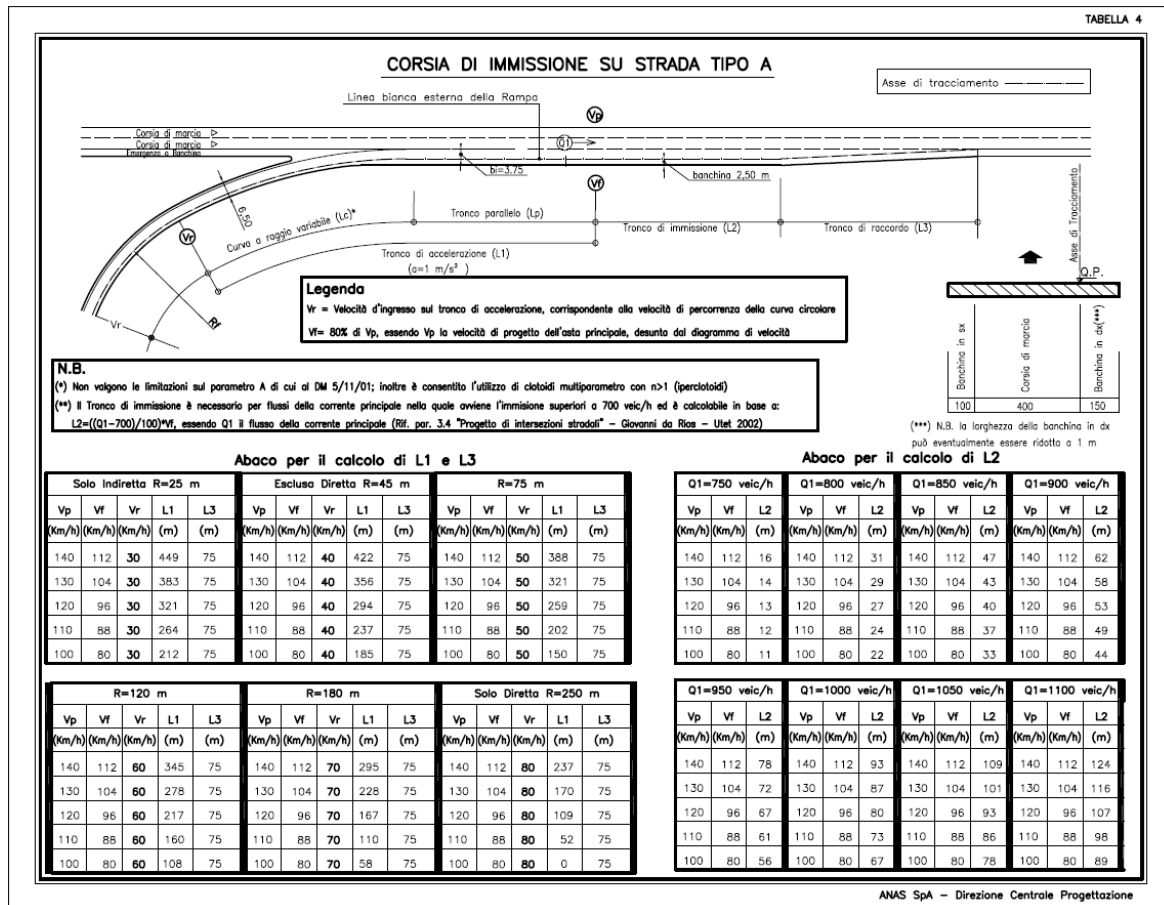 TABELLA 4
CORSIA DI IMMISSIONE SU STRADA TIPO A
Asse di tracciamento
Linea bianca esterna della Rampa
Vp
Corsia di marcia
Corsia di marcia
Emergenza o Banchina
Q1
bi=3.75
banchina 2,50 m
Vf
6,50
Vr
Curva a raggio variabile (Lc)*
Tronco parallelo (Lp)
Tronco di immissione (L2)
Tronco di raccordo (L3)
Tronco di accelerazione (L1)
(a=1 m/s²)
Vr
Rf
Asse di Tracciamento
Q.P.
Banchina in sx
Corsia di marcia
Banchina in dx(***)
100 400 150
(***) N.B. la larghezza della banchina in dx
può eventualmente essere ridotta a 1 m
Legenda
Vr = Velocità d'ingresso sul tronco di accelerazione, corrispondente alla velocità di percorrenza della curva circolare
Vf= 80% di Vp, essendo Vp la velocità di progetto dell'asta principale, desunta dal diagramma di velocità
N.B.
(*) Non valgono le limitazioni sul parametro A di cui al DM 5/11/01; inoltre è consentito l'utilizzo di clotoidi multiparametro con n>1 (iperclotoidi)
(**) Il Tronco di immissione è necessario per flussi della corrente principale nella quale avviene l'immisione superiori a 700 veic/h ed è calcolabile in base a:
L2=((Q1-700)/100)*Vf, essendo Q1 il flusso della corrente principale (Rif. par. 3.4 "Progetto di intersezioni stradali" - Giovanni da Rios - Utet 2002)
Abaco per il calcolo di L1 e L3
Solo Indiretta R=25 m Esclusa Diretta R=45 m R=75 m
Vp Vf Vr L1 L3 Vp Vf Vr L1 L3 Vp Vf Vr L1 L3
(Km/h) (Km/h) (Km/h) (m) (m) (Km/h) (Km/h) (Km/h) (m) (m) (Km/h) (Km/h) (Km/h) (m) (m)
140 112 30 449 75 140 112 40 422 75 140 112 50 388 75
130 104 30 383 75 130 104 40 356 75 130 104 50 321 75
120 96 30 321 75 120 96 40 294 75 120 96 50 259 75
110 88 30 264 75 110 88 40 237 75 110 88 50 202 75
100 80 30 212 75 100 80 40 185 75 100 80 50 150 75
R=120 m R=180 m Solo Diretta R=250 m
Vp Vf Vr L1 L3 Vp Vf Vr L1 L3 Vp Vf Vr L1 L3
(Km/h) (Km/h) (Km/h) (m) (m) (Km/h) (Km/h) (Km/h) (m) (m) (Km/h) (Km/h) (Km/h) (m) (m)
140 112 60 345 75 140 112 70 295 75 140 112 80 237 75
130 104 60 278 75 130 104 70 228 75 130 104 80 170 75
120 96 60 217 75 120 96 70 167 75 120 96 80 109 75
110 88 60 160 75 110 88 70 110 75 110 88 80 52 75
100 80 60 108 75 100 80 70 58 75 100 80 80 0 75
Abaco per il calcolo di L2
Q1=750 veic/h Q1=800 veic/h Q1=850 veic/h Q1=900 veic/h
Vp Vf L2 Vp Vf L2 Vp Vf L2 Vp Vf L2
(Km/h) (Km/h) (m) (Km/h) (Km/h) (m) (Km/h) (Km/h) (m) (Km/h) (Km/h) (m)
140 112 16 140 112 31 140 112 47 140 112 62
130 104 14 130 104 29 130 104 43 130 104 58
120 96 13 120 96 27 120 96 40 120 96 53
110 88 12 110 88 24 110 88 37 110 88 49
100 80 11 100 80 22 100 80 33 100 80 44
Q1=950 veic/h Q1=1000 veic/h Q1=1050 veic/h Q1=1100 veic/h
Vp Vf L2 Vp Vf L2 Vp Vf L2 Vp Vf L2
(Km/h) (Km/h) (m) (Km/h) (Km/h) (m) (Km/h) (Km/h) (m) (Km/h) (Km/h) (m)
140 112 78 140 112 93 140 112 109 140 112 124
130 104 72 130 104 87 130 104 101 130 104 116
120 96 67 120 96 80 120 96 93 120 96 107
110 88 61 110 88 73 110 88 86 110 88 98
100 80 56 100 80 67 100 80 78 100 80 89
ANAS SpA - Direzione Centrale Progettazione